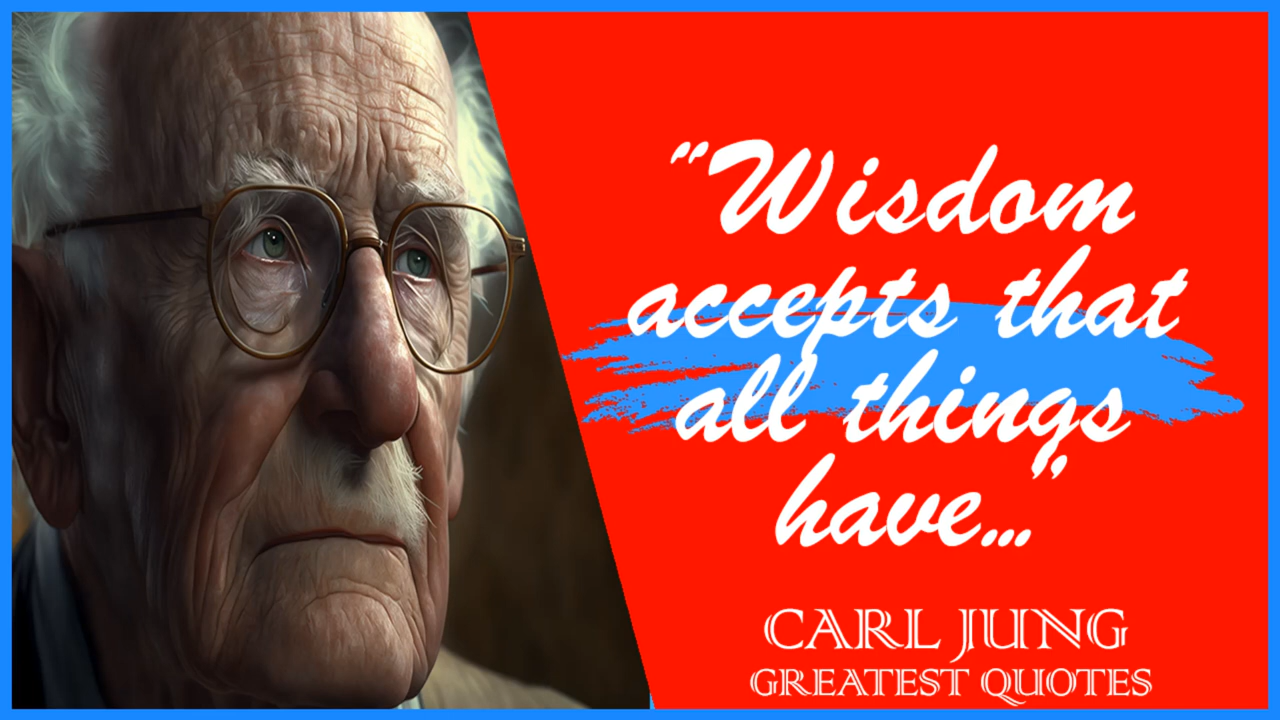 “Wisdom
accepts that
all things
have...”
CARL JUNG
GREATEST QUOTES